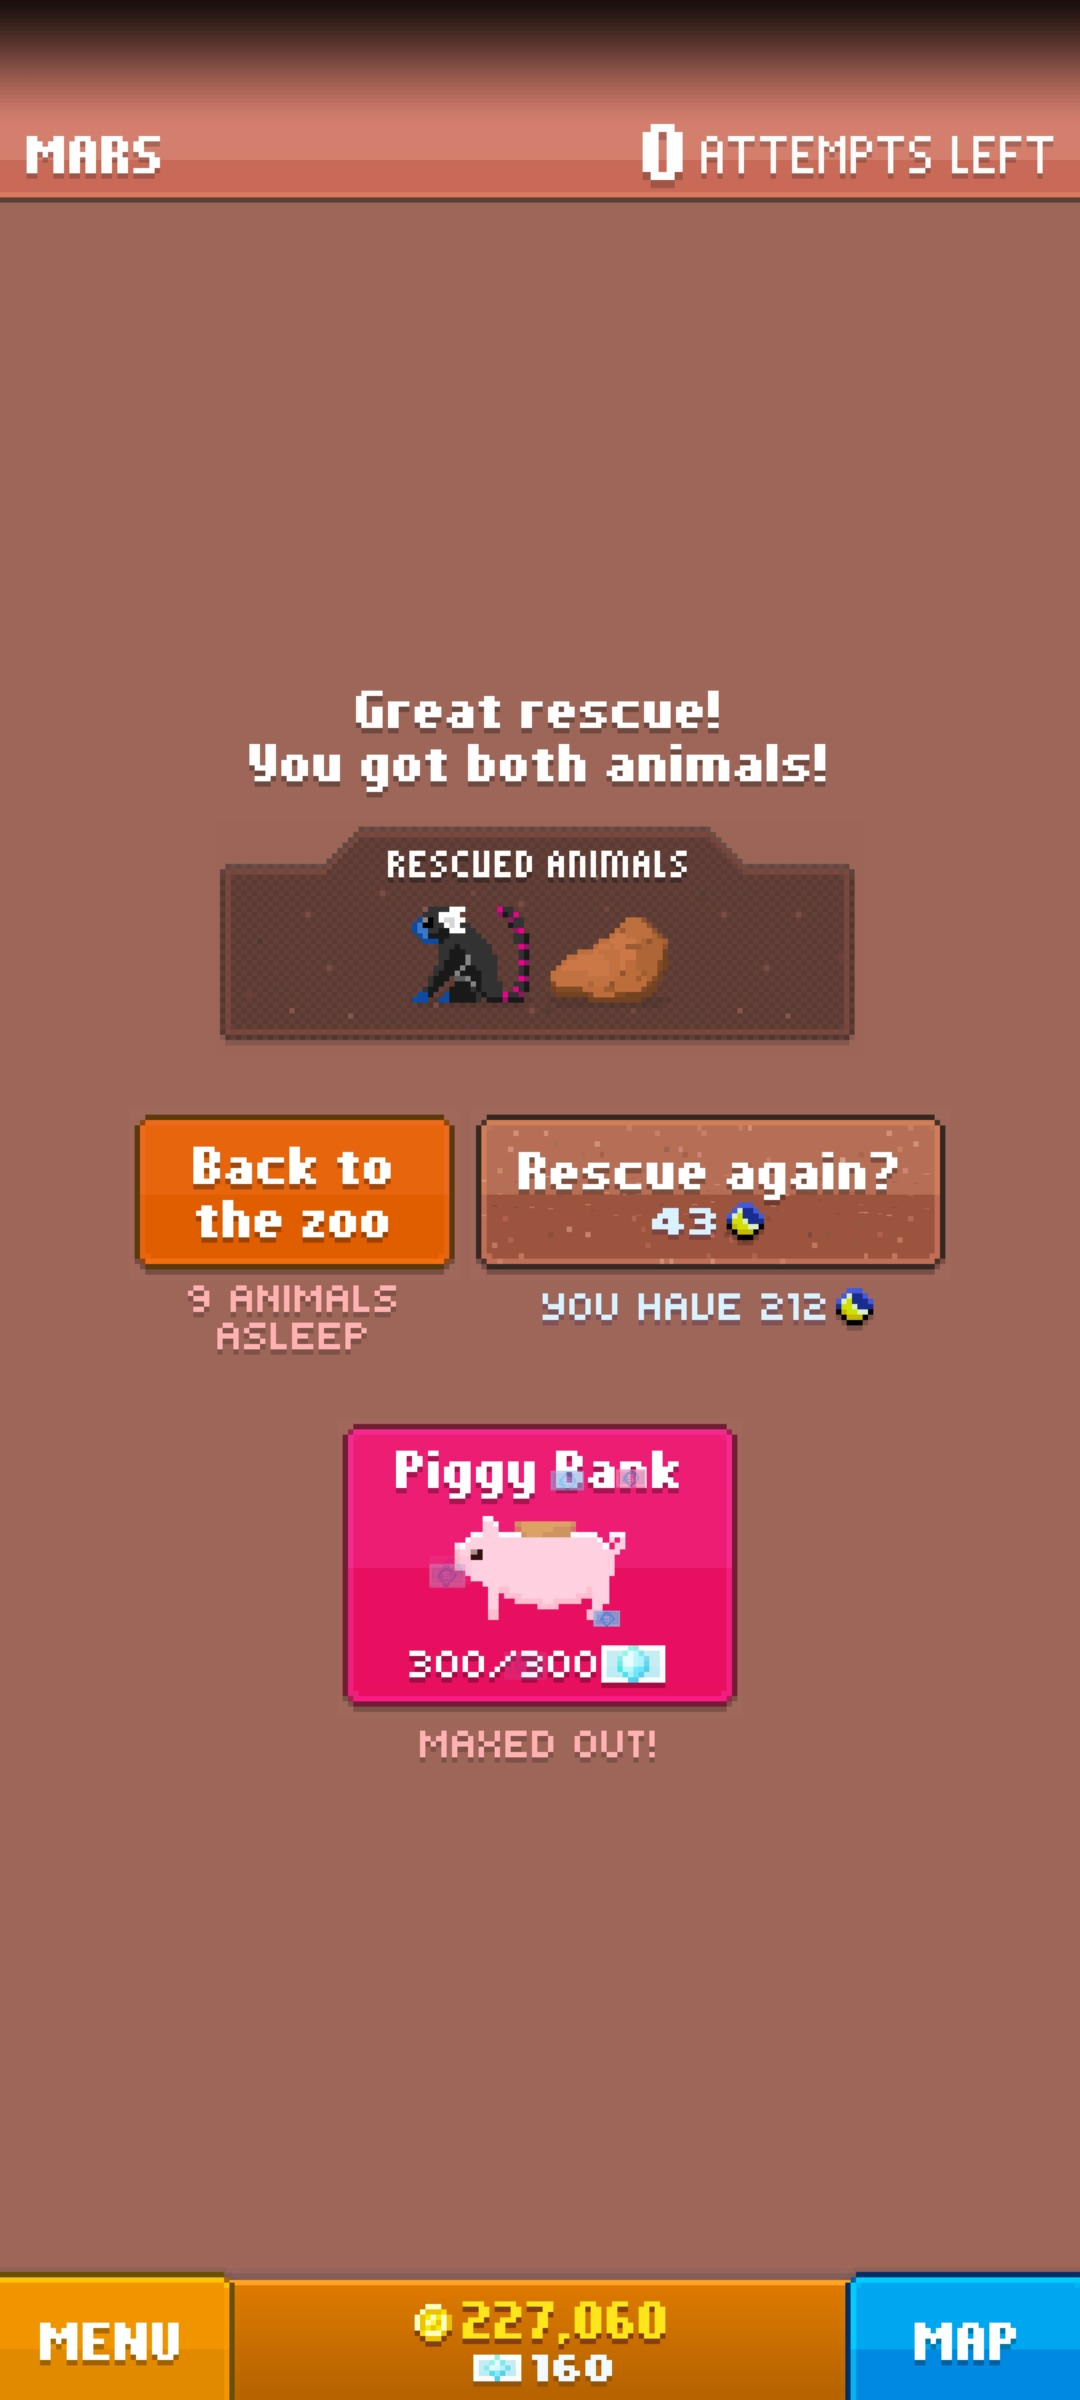 MARS
0 ATTEMPTS LEFT
Great rescue!
You got both animals!
RESCUED ANIMALS
Back to
the zoo
Rescue again?
43
9 ANIMALS
ASLEEP
YOU HAVE 212
Piggy Bank
300/300
MAXED OUT!
MENU
227,060
160
MAP